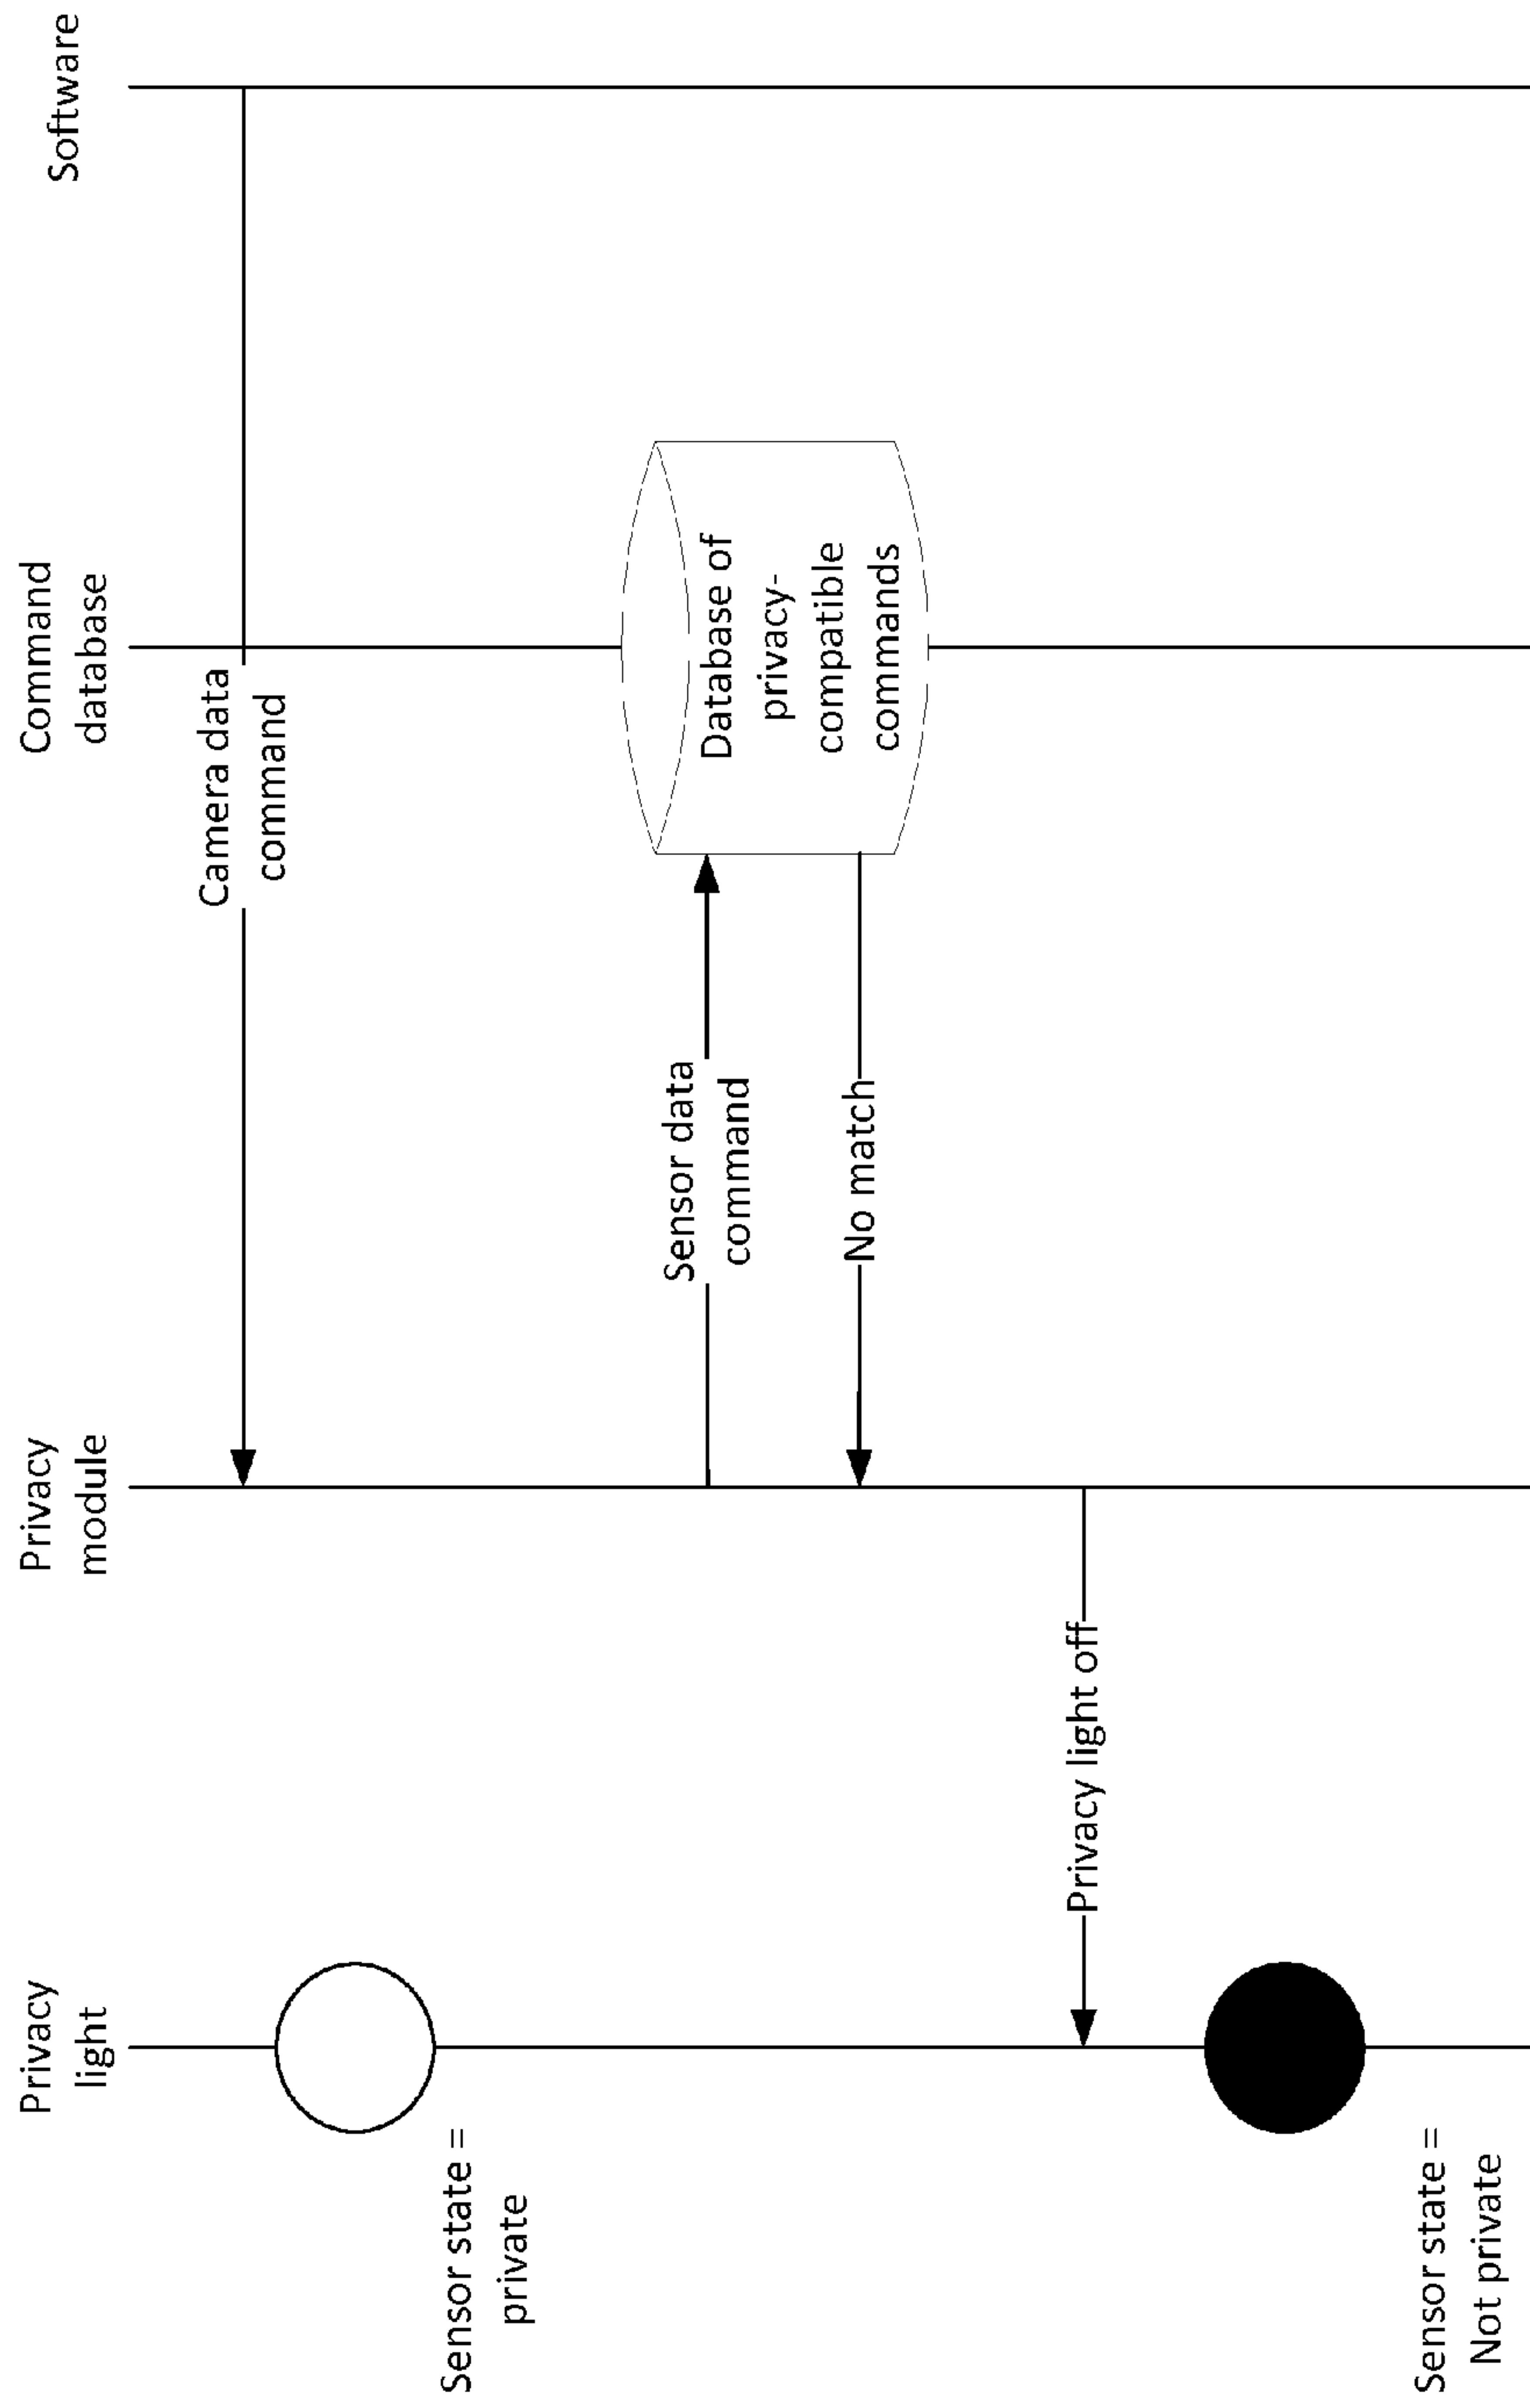 Privacy
light
Privacy
module
Command
database
Software
Camera data
command
Sensor state =
private
Sensor data
command
Database of
privacy-
compatible
commands
No match
Privacy light off
Sensor state =
Not private